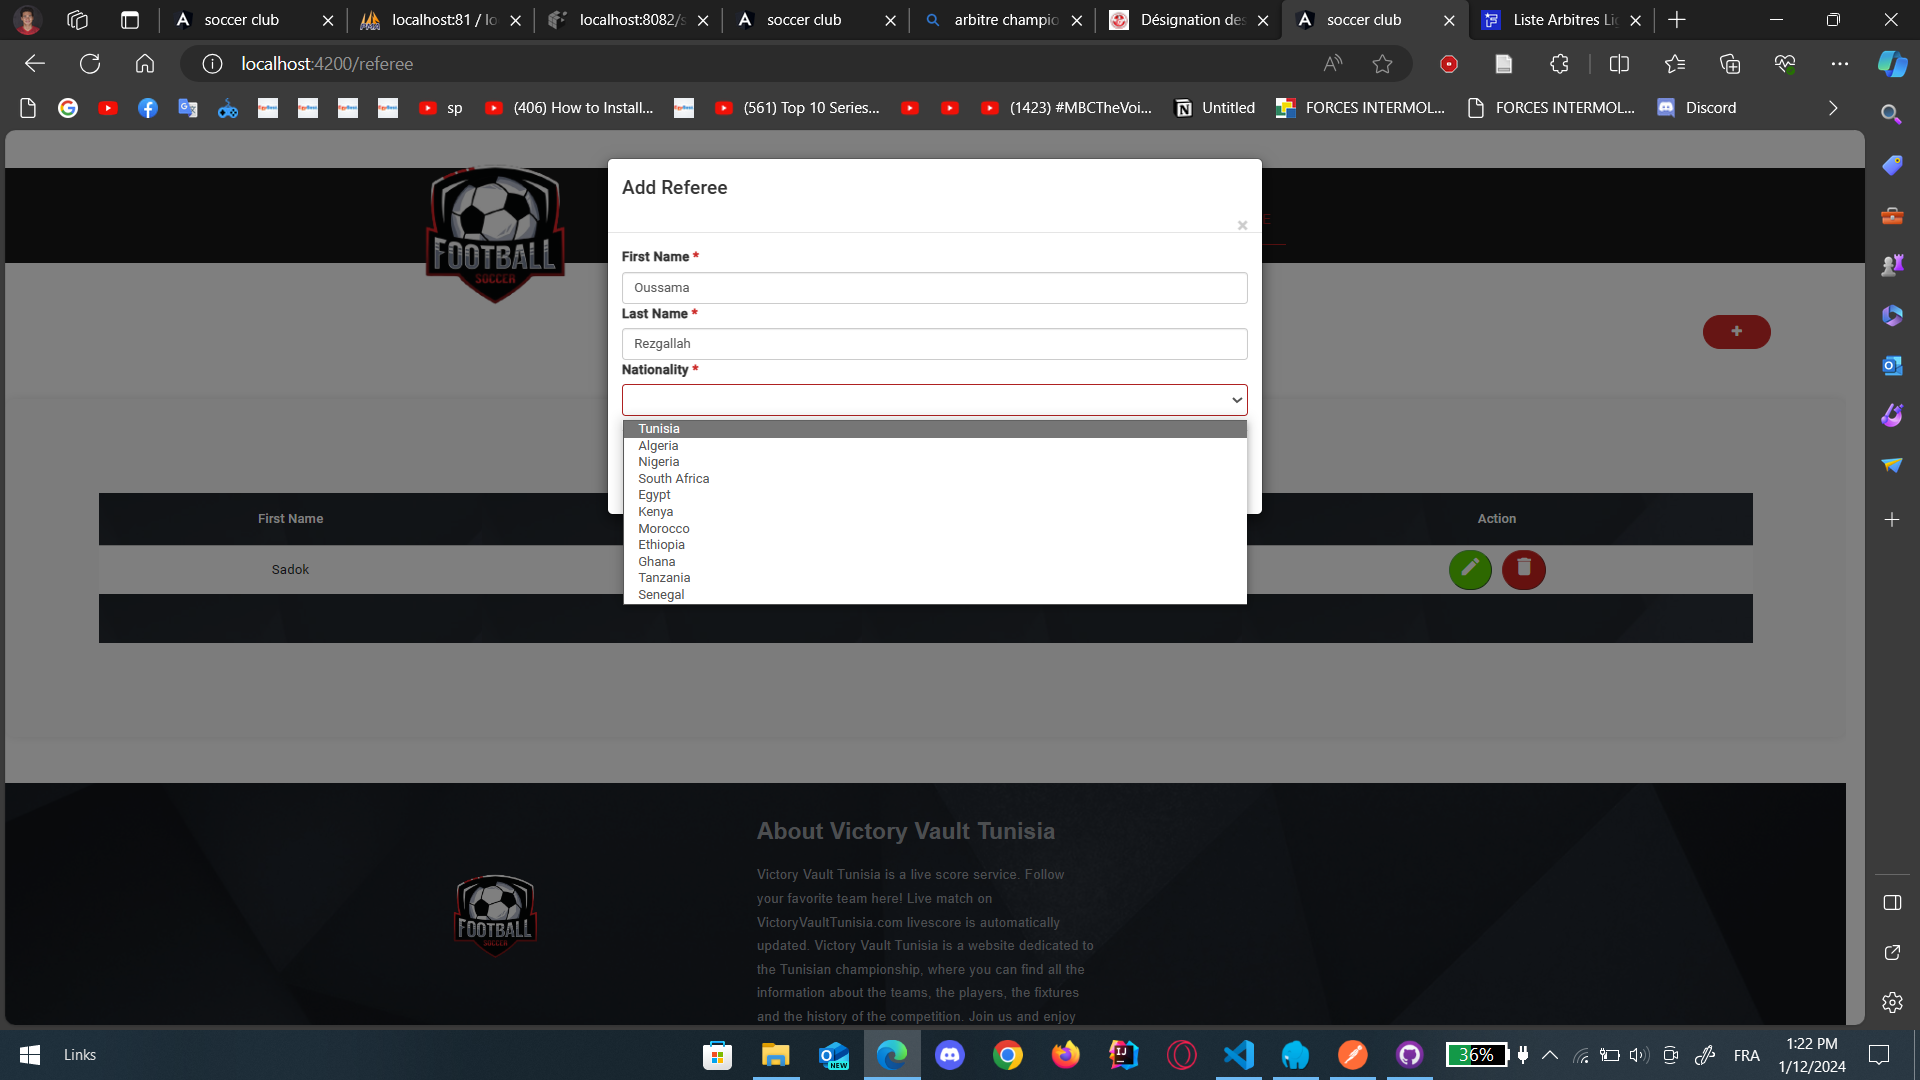 soccer club
localhost:81 / lo
localhost:8082/s
soccer club
arbitre champio
Désignation des
soccer club
Liste Arbitres Lig
localhost:4200/referee
sp
(406) How to Install...
(561) Top 10 Series...
(1423) #MBCTheVoi...
Untitled
FORCES INTERMOL...
FORCES INTERMOL...
Discord
FOOTBALL
SOCCER
Add Referee
×
E
First Name *
Oussama
Last Name *
Rezgallah
Nationality *
Tunisia
Algeria
Nigeria
South Africa
Egypt
Kenya
Morocco
Ethiopia
Ghana
Tanzania
Senegal
First Name
Action
Sadok
FOOTBALL
SOCCER
About Victory Vault Tunisia
Victory Vault Tunisia is a live score service. Follow
your favorite team here! Live match on
VictoryVaultTunisia.com livescore is automatically
updated. Victory Vault Tunisia is a website dedicated to
the Tunisian championship, where you can find all the
information about the teams, the players, the fixtures
and the history of the competition. Join us and enjoy
Links
NEW
36%
FRA
1:22 PM
1/12/2024